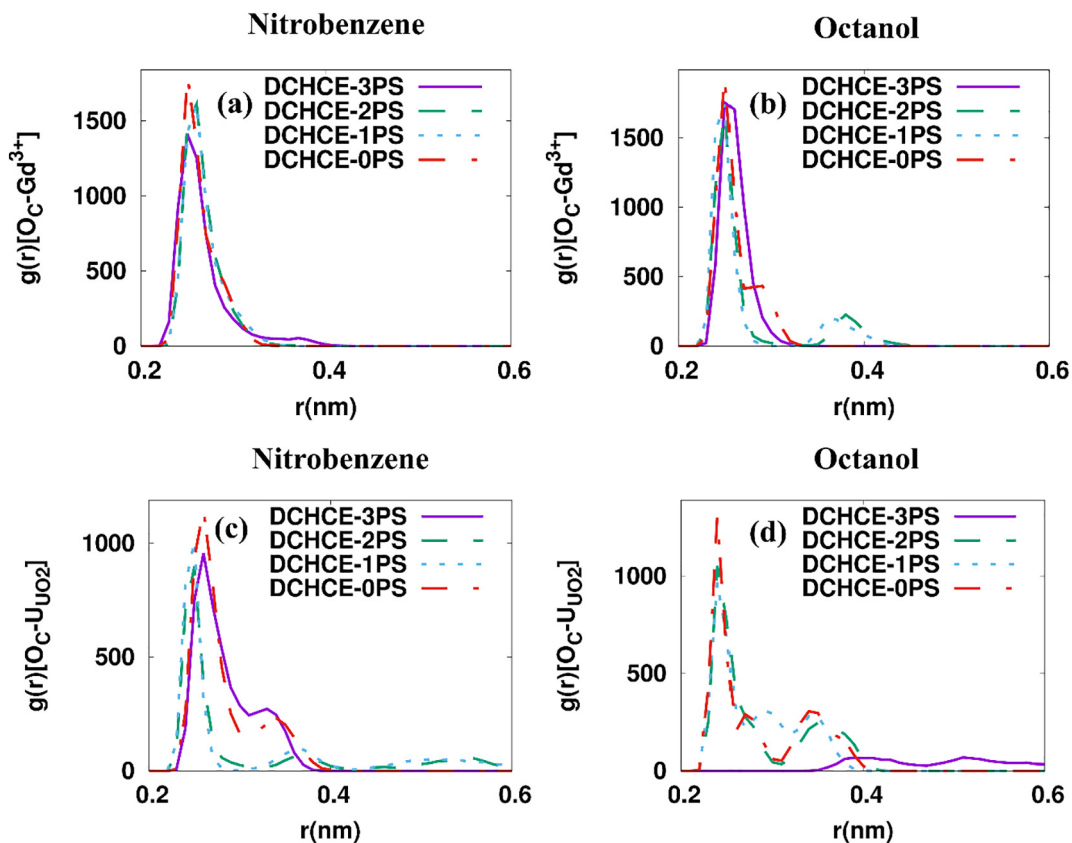 Nitrobenzene
Octanol
(a)
DCHCE-3PS
DCHCE-2PS
DCHCE-1PS
DCHCE-0PS
g(r)[O_C-Gd³⁺]
1500
1000
500
0
0.2 0.4 0.6
r(nm)
(b)
DCHCE-3PS
DCHCE-2PS
DCHCE-1PS
DCHCE-0PS
g(r)[O_C-Gd³⁺]
1500
1000
500
0
0.2 0.4 0.6
r(nm)
Nitrobenzene
Octanol
(c)
DCHCE-3PS
DCHCE-2PS
DCHCE-1PS
DCHCE-0PS
g(r)[O_C-U_UO2]
1000
500
0
0.2 0.4 0.6
r(nm)
(d)
DCHCE-3PS
DCHCE-2PS
DCHCE-1PS
DCHCE-0PS
g(r)[O_C-U_UO2]
1000
500
0
0.2 0.4 0.6
r(nm)